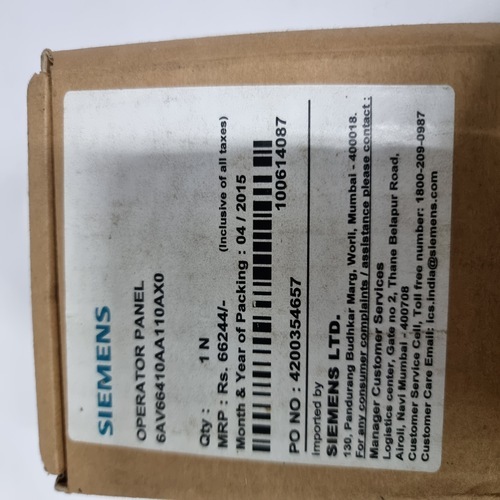 SIEMENS
OPERATOR PANEL
6AV66410AA110AX0
Qty : 1 N
MRP : Rs. 66244/- (Inclusive of all taxes)
Month & Year of Packing : 04 / 2015
100614087
PO NO : 4200354657
Imported by
SIEMENS LTD.
130, Pandurang Budhkar Marg, Worli, Mumbai - 400018.
For any consumer complaints / assistance please contact :
Manager Customer Services
Logistics center, Gate no 2, Thane Belapur Road,
Airoli, Navi Mumbai - 400708
Customer Service Cell, Toll free number: 1800-209-0987
Customer Care Email: ics.india@siemens.com